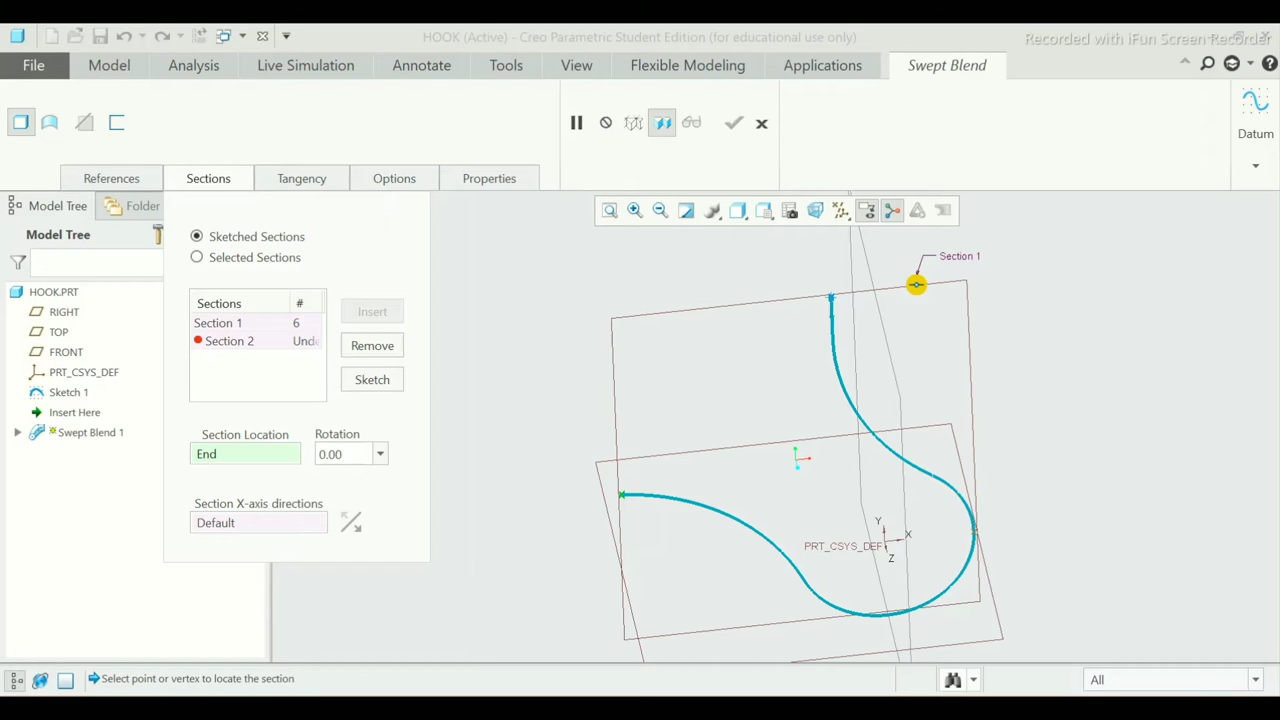 HOOK (Active) - Creo Parametric Student Edition (for educational use only)
Recorded with iFun Screen Recorder
File
Model
Analysis
Live Simulation
Annotate
Tools
View
Flexible Modeling
Applications
Swept Blend
Datum
References
Sections
Tangency
Options
Properties
Model Tree
Folder
Model Tree
HOOK.PRT
RIGHT
TOP
FRONT
PRT_CSYS_DEF
Sketch 1
Insert Here
Swept Blend 1
Sketched Sections
Selected Sections
Sections #
Section 1 6
Section 2 Unde
Insert
Remove
Sketch
Section Location
Rotation
End
0.00
Section X-axis directions
Default
Section 1
Y
X
PRT_CSYS_DEF
Z
Select point or vertex to locate the section
All